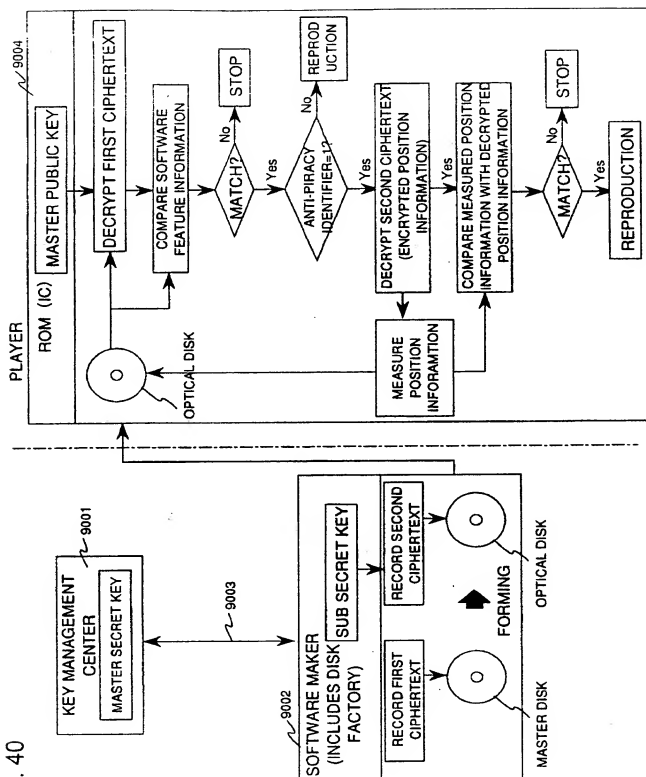 . 40
KEY MANAGEMENT
CENTER
MASTER SECRET KEY
9001
9003
9002
SOFTWARE MAKER
(INCLUDES DISK
FACTORY)
SUB SECRET KEY
RECORD FIRST
CIPHERTEXT
RECORD SECOND
CIPHERTEXT
FORMING
MASTER DISK
OPTICAL DISK
PLAYER
9004
ROM (IC)
MASTER PUBLIC KEY
OPTICAL DISK
DECRYPT FIRST CIPHERTEXT
COMPARE SOFTWARE
FEATURE INFORMATION
MATCH?
No
STOP
Yes
ANTI-PIRACY
IDENTIFIER=1?
No
REPROD
UCTION
Yes
DECRYPT SECOND CIPHERTEXT
(ENCRYPTED POSITION
INFORMATION)
MEASURE
POSITION
INFORAMTION
Yes
COMPARE MEASURED POSITION
INFORMATION WITH DECRYPTED
POSITION INFORMATION
MATCH?
No
STOP
Yes
REPRODUCTION